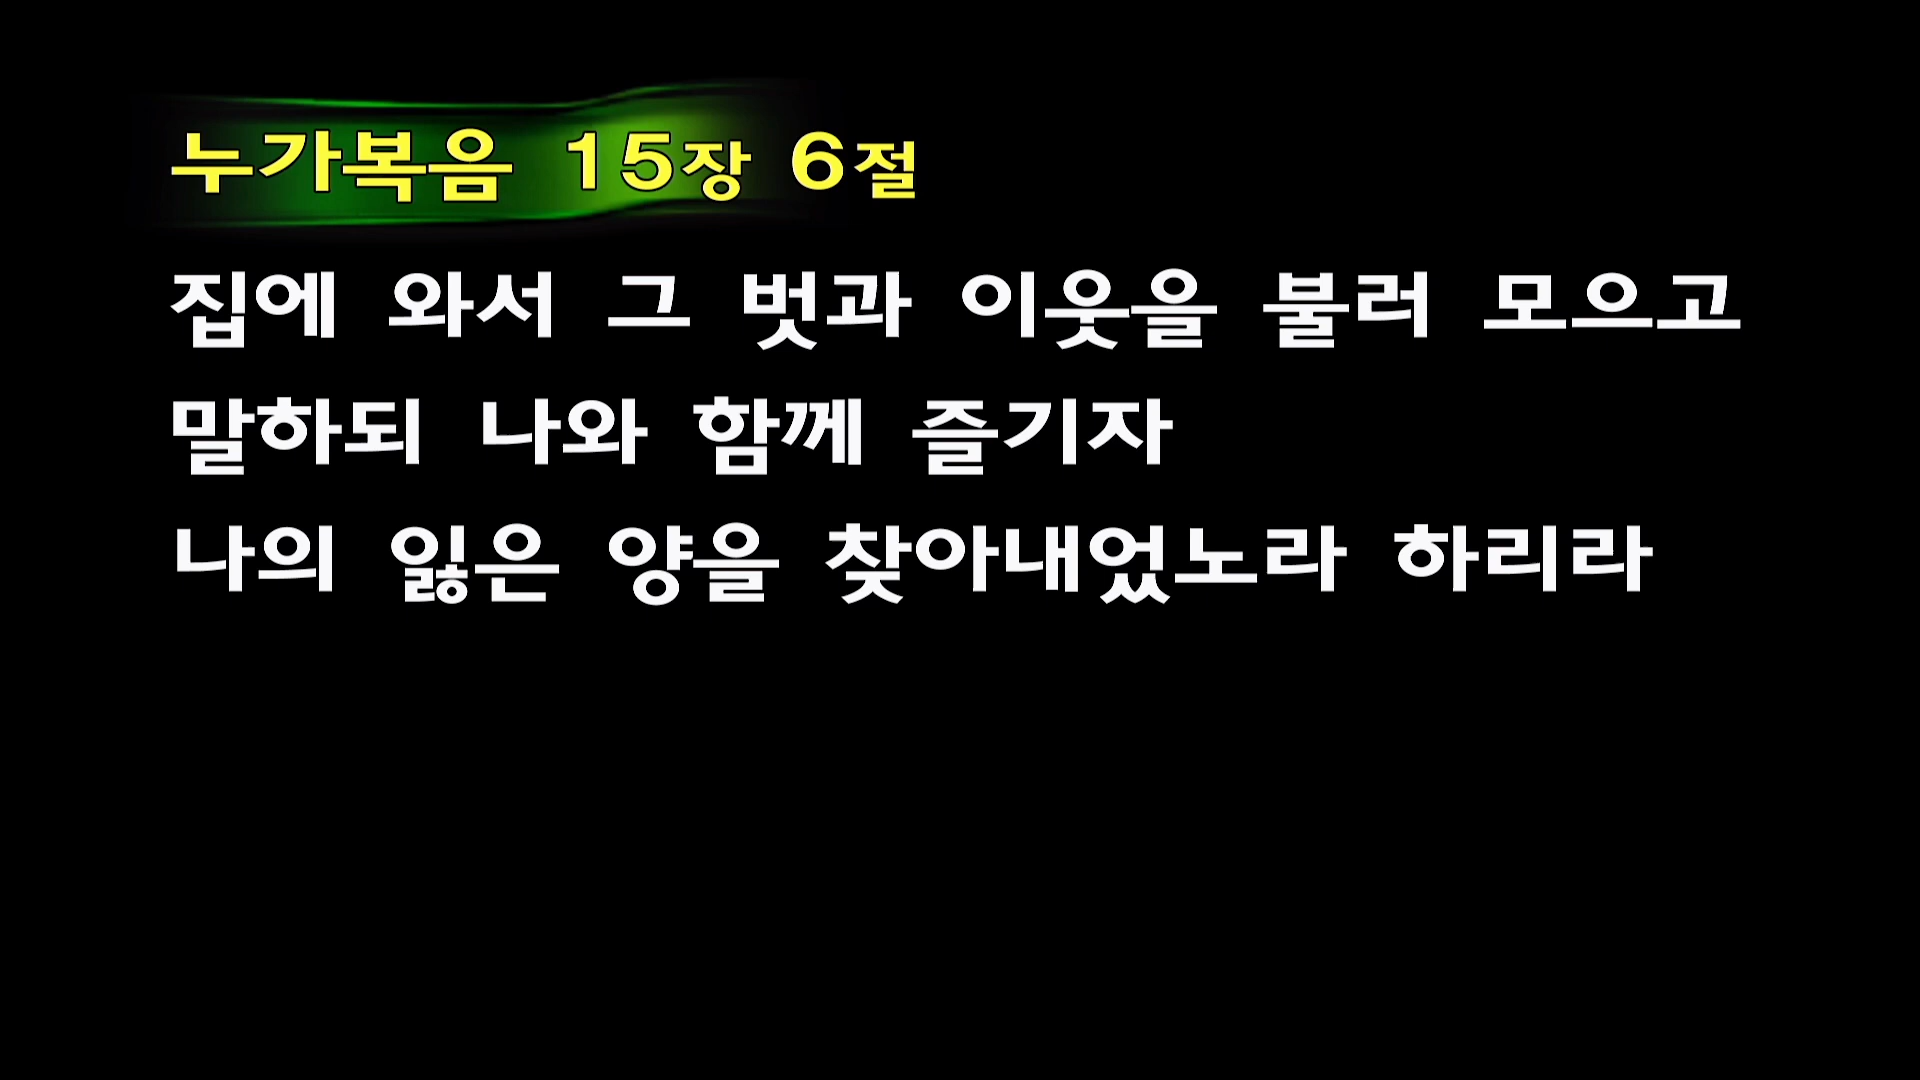 누가복음 15장 6절
집에 와서 그 벗과 이웃을 불러 모으고
말하되 나와 함께 즐기자
나의 잃은 양을 찾아내었노라 하리라